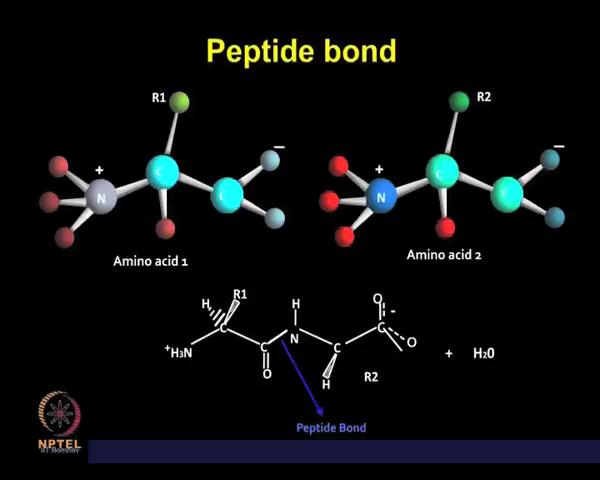 Peptide bond
R1
R2
+
−
+
−
N
C
C
N
C
C
Amino acid 1
Amino acid 2
H
R1
H
O
-
C
N
C
+H3N
C
C
O
+
H20
O
H
R2
Peptide Bond
NPTEL
IIT Bombay